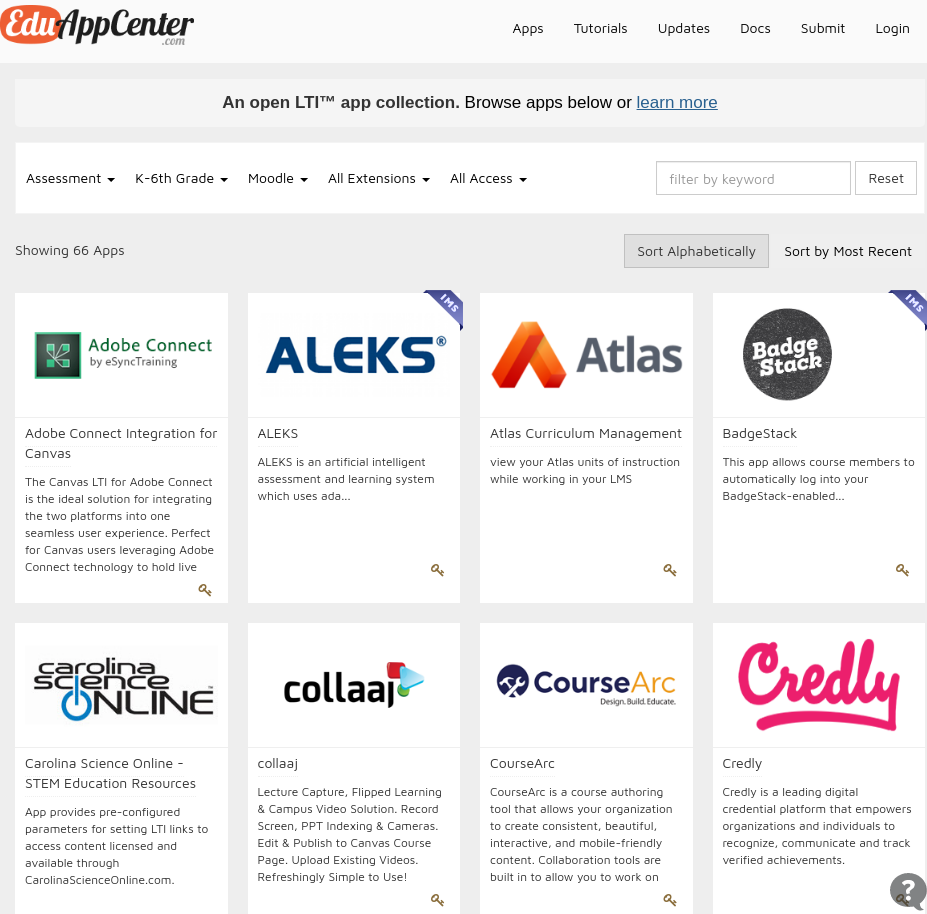 EduAppCenter
.com
Apps Tutorials Updates Docs Submit Login
An open LTI™ app collection. Browse apps below or learn more
Assessment K-6th Grade Moodle All Extensions All Access filter by keyword Reset
Showing 66 Apps Sort Alphabetically Sort by Most Recent
Adobe Connect
by eSyncTraining
Adobe Connect Integration for
Canvas
The Canvas LTI for Adobe Connect
is the ideal solution for integrating
the two platforms into one
seamless user experience. Perfect
for Canvas users leveraging Adobe
Connect technology to hold live
IMS
ALEKS®
ALEKS
ALEKS is an artificial intelligent
assessment and learning system
which uses ada...
Atlas
Atlas Curriculum Management
view your Atlas units of instruction
while working in your LMS
IMS
Badge
Stack
BadgeStack
This app allows course members to
automatically log into your
BadgeStack-enabled...
carolina
science
ONLINE
Carolina Science Online -
STEM Education Resources
App provides pre-configured
parameters for setting LTI links to
access content licensed and
available through
CarolinaScienceOnline.com.
collaaj
collaaj
Lecture Capture, Flipped Learning
& Campus Video Solution. Record
Screen, PPT Indexing & Cameras.
Edit & Publish to Canvas Course
Page. Upload Existing Videos.
Refreshingly Simple to Use!
CourseArc
Design. Build. Educate.
CourseArc
CourseArc is a course authoring
tool that allows your organization
to create consistent, beautiful,
interactive, and mobile-friendly
content. Collaboration tools are
built in to allow you to work on
Credly
Credly
Credly is a leading digital
credential platform that empowers
organizations and individuals to
recognize, communicate and track
verified achievements.
?